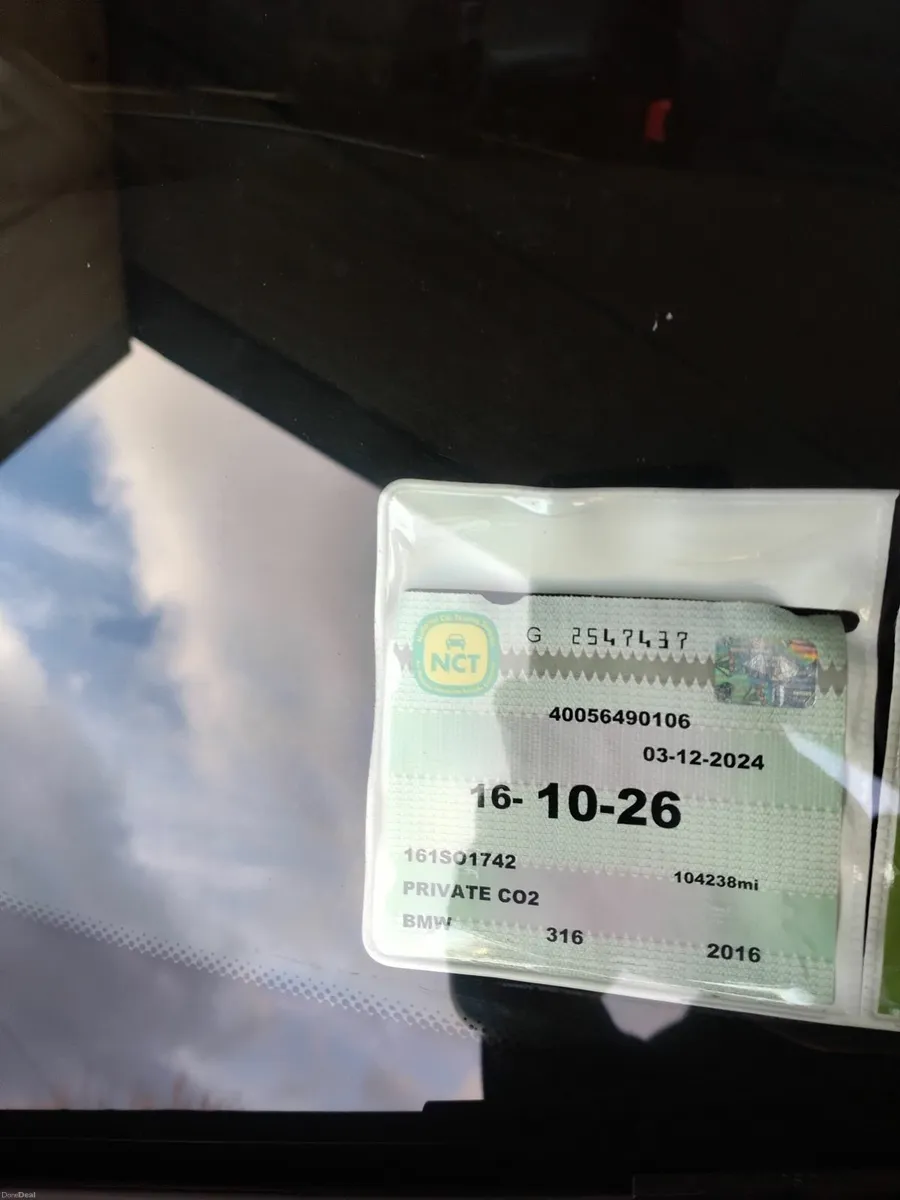 NCT
G 2547437
40056490106
03-12-2024
16-10-26
161SO1742
104238mi
PRIVATE CO2
BMW
316
2016
DoneDeal